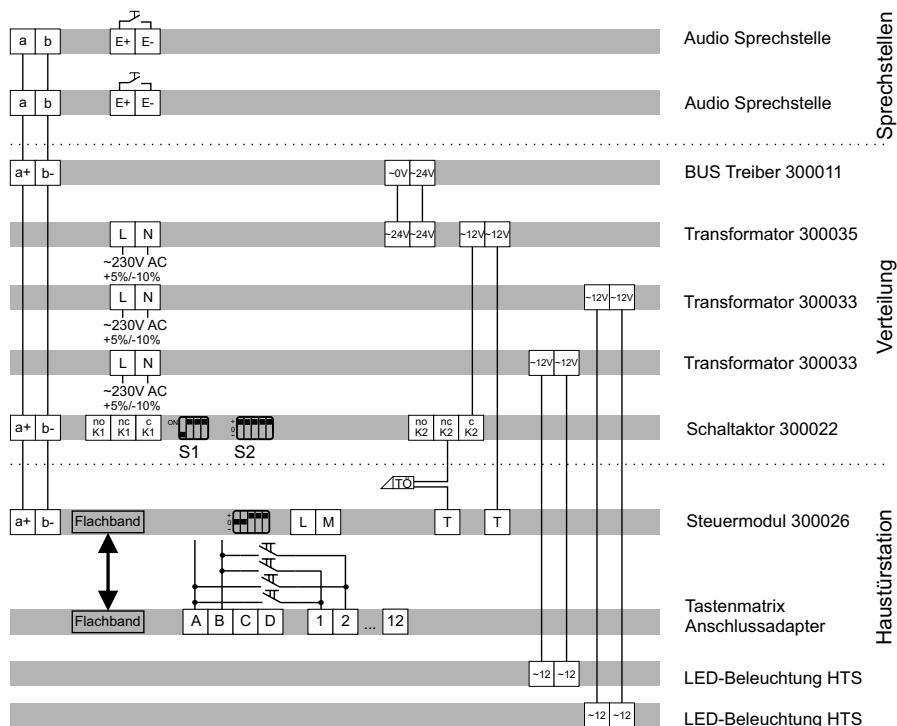 a b E+ E- Audio Sprechstelle
a b E+ E- Audio Sprechstelle
Sprechstellen
a+ b- ~0V ~24V BUS Treiber 300011
L N ~24V ~24V ~12V ~12V Transformator 300035
~230V AC
+5%/-10%
L N ~12V ~12V Transformator 300033
~230V AC
+5%/-10%
L N ~12V ~12V Transformator 300033
~230V AC
+5%/-10%
Verteilung
a+ b- no K1 nc K1 c K1 ON + 0 - no K2 nc K2 c K2 Schaltaktor 300022
S1 S2
TÖ
a+ b- Flachband + 0 - L M T T Steuermodul 300026
Flachband A B C D 1 2 ... 12 Tastenmatrix
Anschlussadapter
Haustürstation
~12 ~12 LED-Beleuchtung HTS
~12 ~12 LED-Beleuchtung HTS